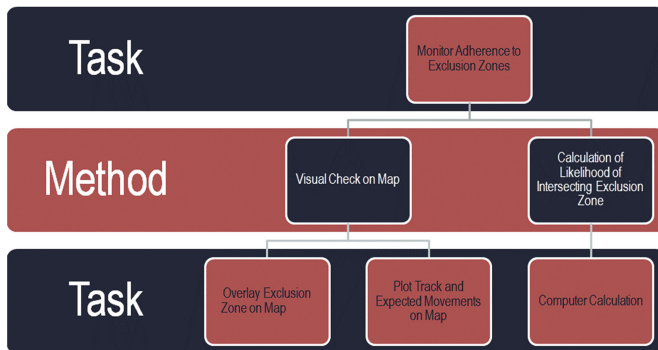 Task
Monitor Adherence to
Exclusion Zones
Method
Visual Check on Map
Calculation of
Likelihood of
Intersecting Exclusion
Zone
Task
Overlay Exclusion
Zone on Map
Plot Track and
Expected Movements
on Map
Computer Calculation